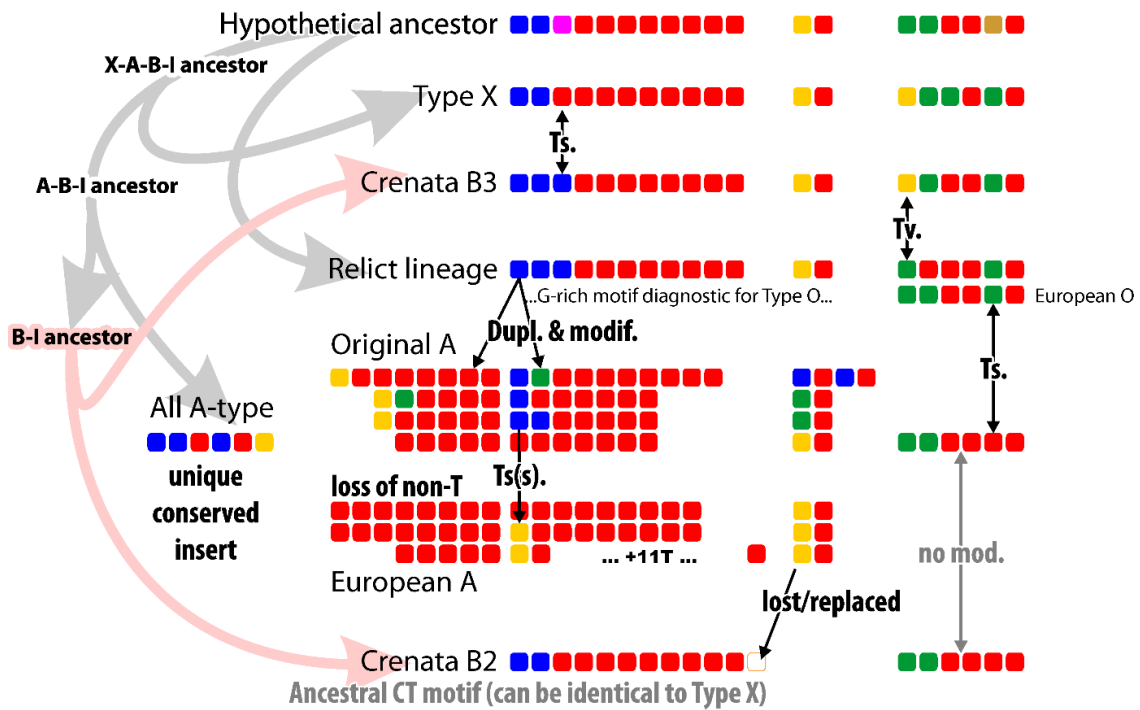 Hypothetical ancestor
X-A-B-I ancestor
Type X
Ts.
A-B-I ancestor
Crenata B3
Tv.
Relict lineage
...G-rich motif diagnostic for Type O...
European O
B-I ancestor
Dupl. & modif.
Original A
Ts.
All A-type
unique
conserved
insert
Ts(s).
loss of non-T
... +11T ...
no mod.
European A
lost/replaced
Crenata B2
Ancestral CT motif (can be identical to Type X)